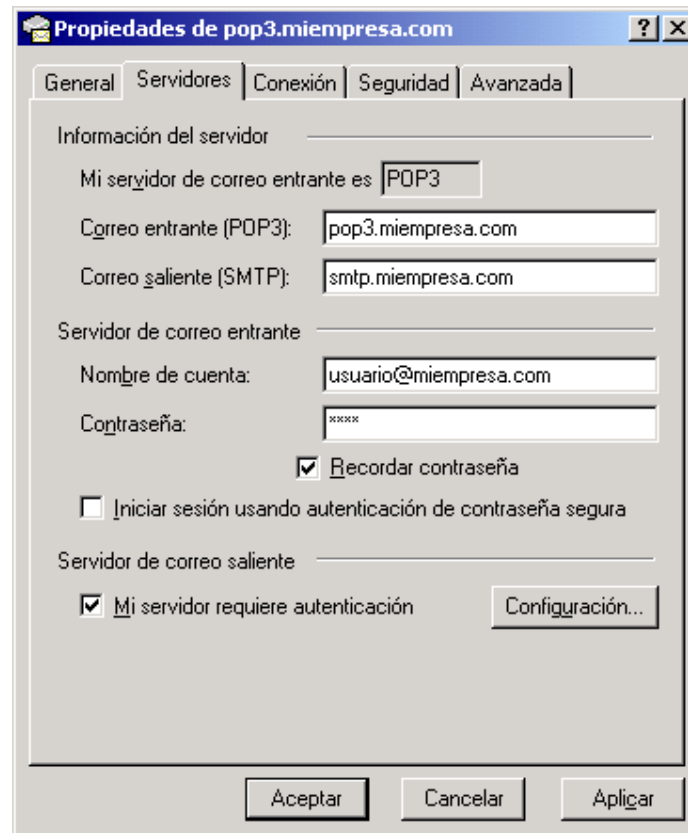 Propiedades de pop3.miempresa.com
General Servidores Conexión Seguridad Avanzada
Información del servidor
Mi servidor de correo entrante es POP3
Correo entrante (POP3): pop3.miempresa.com
Correo saliente (SMTP): smtp.miempresa.com
Servidor de correo entrante
Nombre de cuenta: usuario@miempresa.com
Contraseña: ****
Recordar contraseña
Iniciar sesión usando autenticación de contraseña segura
Servidor de correo saliente
Mi servidor requiere autenticación Configuración...
Aceptar Cancelar Aplicar